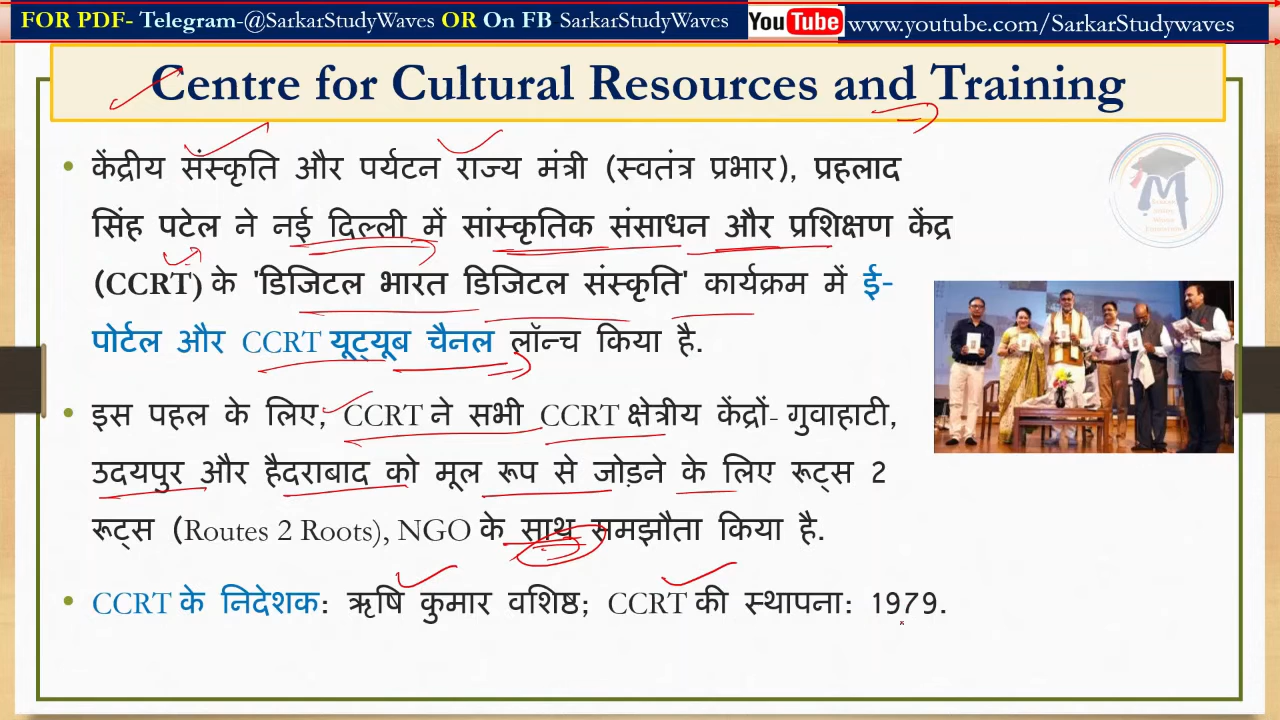 FOR PDF- Telegram-@SarkarStudyWaves OR On FB SarkarStudyWaves YouTube www.youtube.com/SarkarStudywaves
Centre for Cultural Resources and Training
• केंद्रीय संस्कृति और पर्यटन राज्य मंत्री (स्वतंत्र प्रभार), प्रहलाद
सिंह पटेल ने नई दिल्ली में सांस्कृतिक संसाधन और प्रशिक्षण केंद्र
(CCRT) के 'डिजिटल भारत डिजिटल संस्कृति' कार्यक्रम में ई-
पोर्टल और CCRT यूट्यूब चैनल लॉन्च किया है.
• इस पहल के लिए, CCRT ने सभी CCRT क्षेत्रीय केंद्रों- गुवाहाटी,
उदयपुर और हैदराबाद को मूल रूप से जोड़ने के लिए रूट्स 2
रूट्स (Routes 2 Roots), NGO के साथ समझौता किया है.
• CCRT के निदेशक: ऋषि कुमार वशिष्ठ; CCRT की स्थापना: 1979.